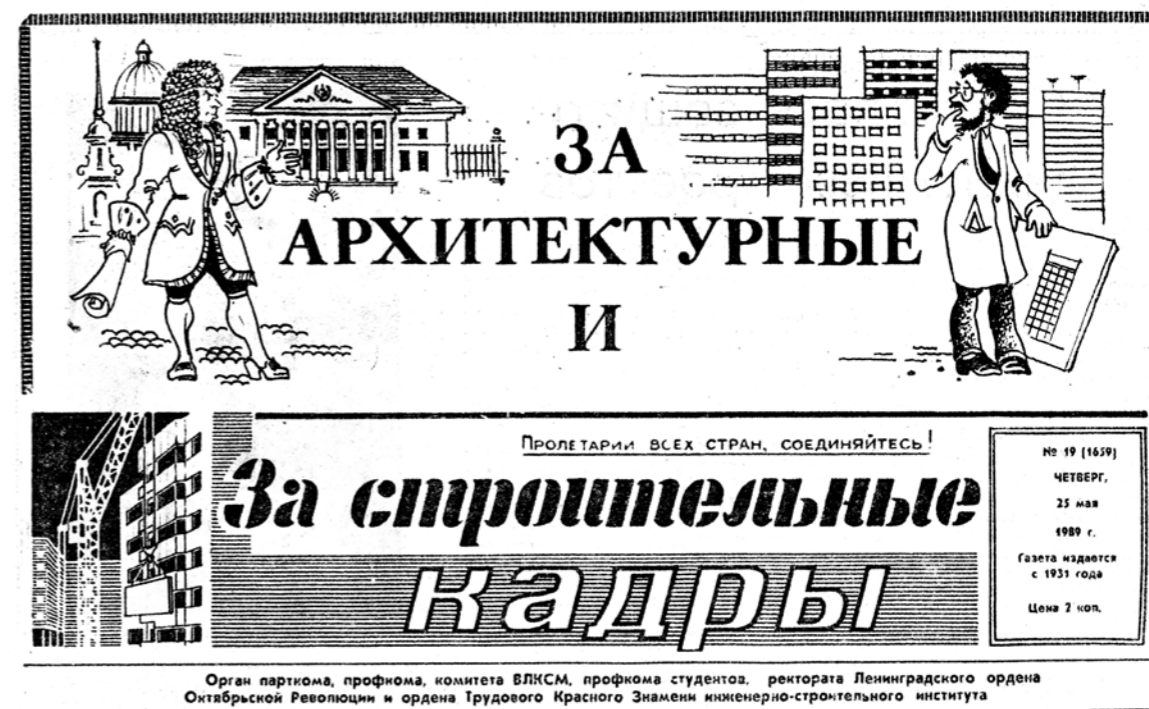 ЗА
АРХИТЕКТУРНЫЕ
И
Пролетарии всех стран, соединяйтесь!
За строительные
кадры
№ 19 (1659)
ЧЕТВЕРГ,
25 мая
1989 г.
Газета издается
с 1931 года
Цена 2 коп.
Орган парткома, профкома, комитета ВЛКСМ, профкома студентов, ректората Ленинградского ордена
Октябрьской Революции и ордена Трудового Красного Знамени инженерно-строительного института